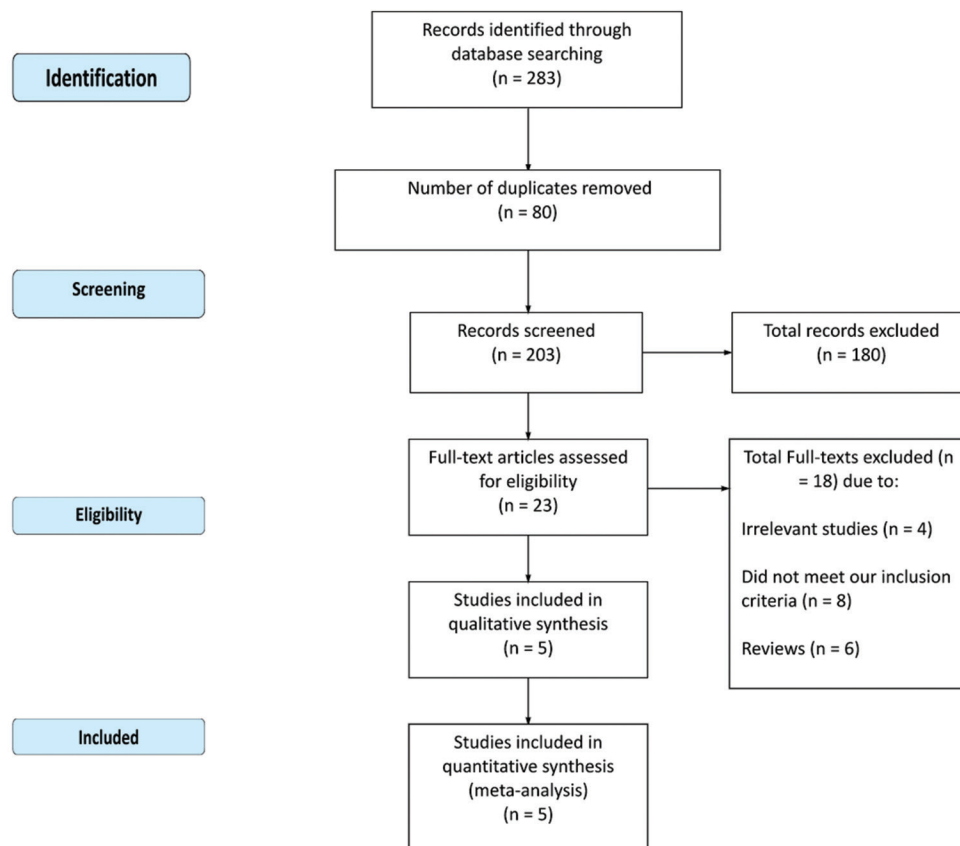 Records identified through
database searching
(n = 283)
Identification
Number of duplicates removed
(n = 80)
Screening
Records screened
(n = 203)
Total records excluded
(n = 180)
Full-text articles assessed
for eligibility
(n = 23)
Total Full-texts excluded (n
= 18) due to:
Irrelevant studies (n = 4)
Did not meet our inclusion
criteria (n = 8)
Reviews (n = 6)
Eligibility
Studies included in
qualitative synthesis
(n = 5)
Included
Studies included in
quantitative synthesis
(meta-analysis)
(n = 5)